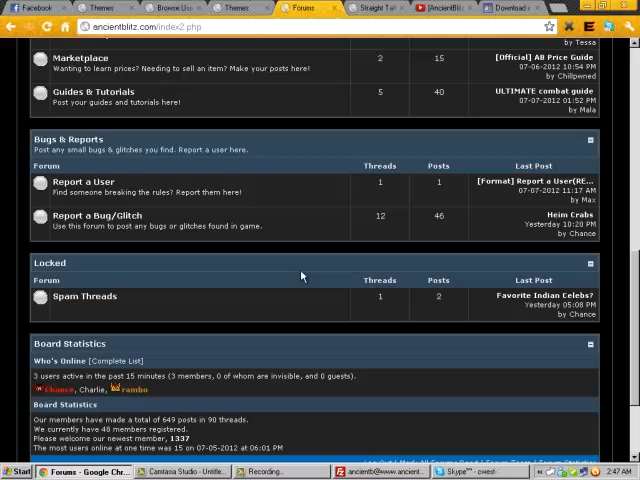 Facebook
Themes
Browse Use
Themes
Forums
Straight Tal
[AncientBli
Download v
ancientblitz.com/index2.php
by Tessa
Marketplace
Wanting to learn prices? Needing to sell an item? Make your posts here!
2
15
[Official] AB Price Guide
07-06-2012 10:54 PM
by Chillpwned
Guides & Tutorials
Post your guides and tutorials here!
5
40
ULTIMATE combat guide
07-07-2012 01:52 PM
by Mala
Bugs & Reports
Post any small bugs & glitches you find. Report a user here.
Forum
Threads
Posts
Last Post
Report a User
Find someone breaking the rules? Report them here!
1
1
[Format] Report a User(RE...
07-07-2012 11:17 AM
by Max
Report a Bug/Glitch
Use this forum to post any bugs or glitches found in game.
12
46
Heim Crabs
Yesterday 10:20 PM
by Chance
Locked
Forum
Threads
Posts
Last Post
Spam Threads
1
2
Favorite Indian Celebs?
Yesterday 05:08 PM
by Chance
Board Statistics
Who's Online [Complete List]
3 users active in the past 15 minutes (3 members, 0 of whom are invisible, and 0 guests).
Chance, Charlie, rambo
Board Statistics
Our members have made a total of 649 posts in 90 threads.
We currently have 48 members registered.
Please welcome our newest member, 1337
The most users online at one time was 15 on 07-05-2012 at 06:01 PM
Start
Forums - Google Chr...
Camtasia Studio - Untitle...
Recording...
ancientb@www.ancient...
Skype™ - cwest-
2:47 AM